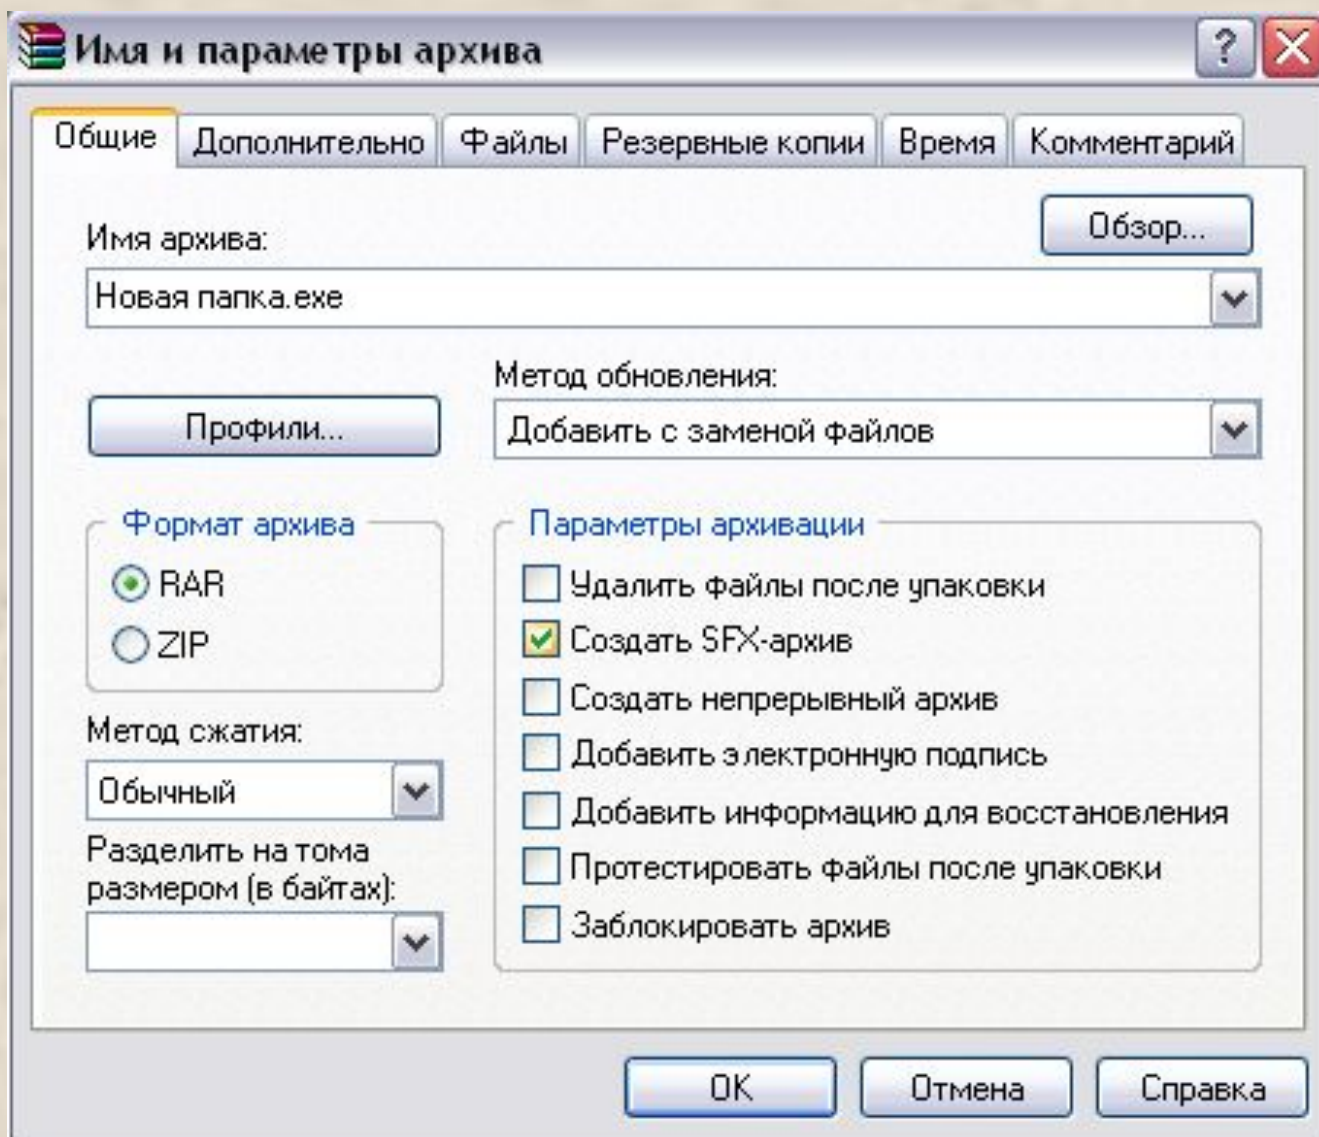 Имя и параметры архива
Общие Дополнительно Файлы Резервные копии Время Комментарий
Обзор...
Имя архива:
Новая папка.exe
Метод обновления:
Профили...
Добавить с заменой файлов
Формат архива
RAR
ZIP
Метод сжатия:
Обычный
Разделить на тома
размером (в байтах):
Параметры архивации
Удалить файлы после упаковки
Создать SFX-архив
Создать непрерывный архив
Добавить электронную подпись
Добавить информацию для восстановления
Протестировать файлы после упаковки
Заблокировать архив
OK Отмена Справка